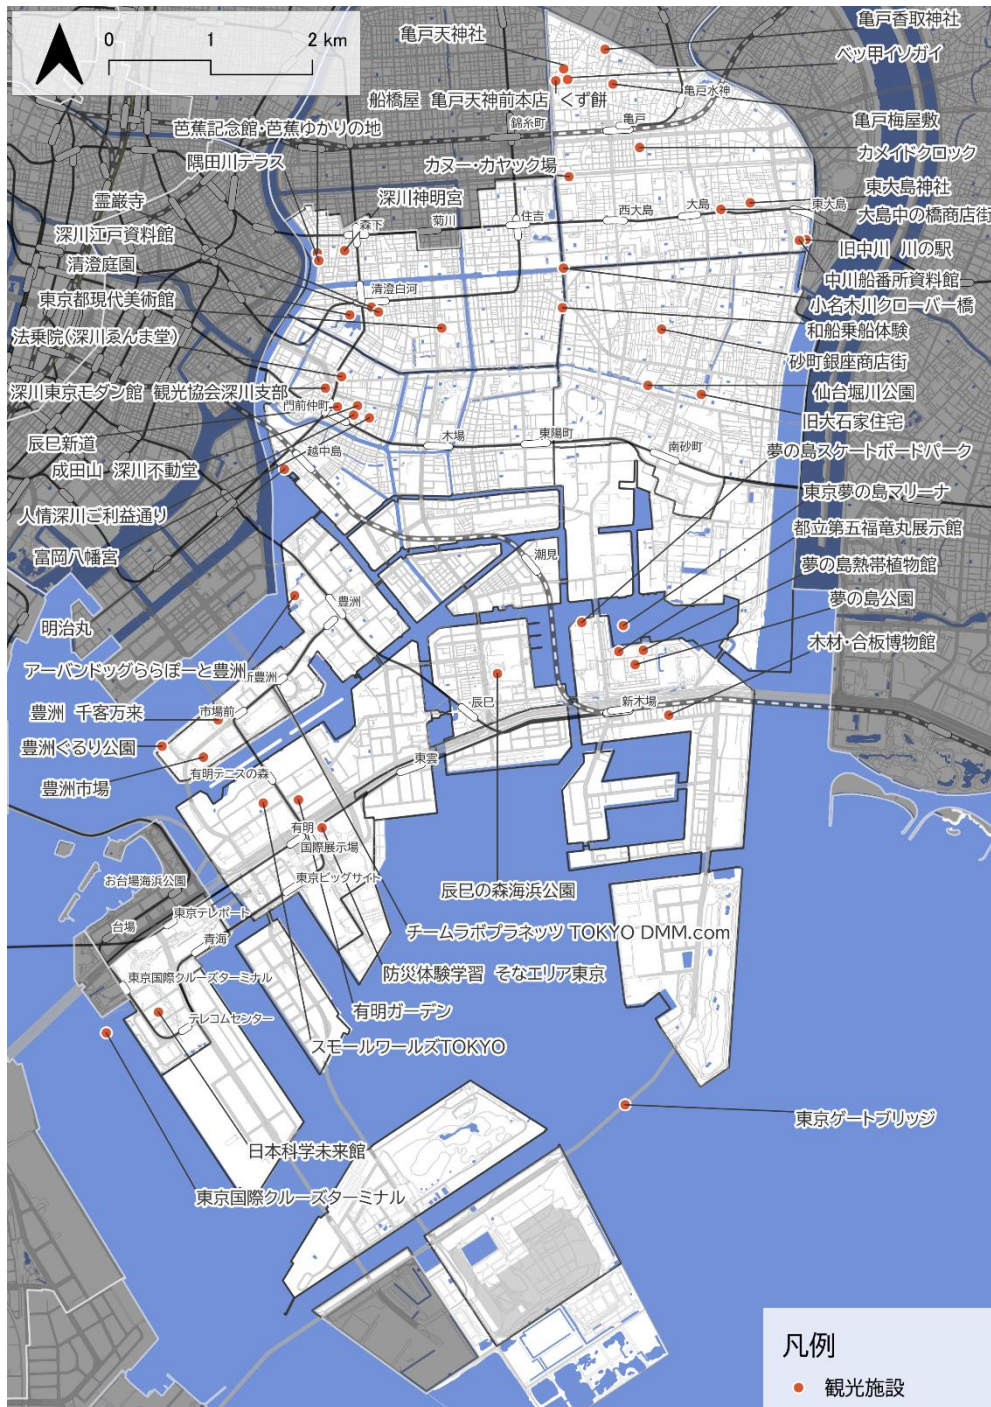 0 1 2 km
亀戸香取神社
亀戸天神社
ベッ甲イソガイ
船橋屋 亀戸天神前本店 くず餅
亀戸水神
錦糸町
亀戸
亀戸梅屋敷
芭蕉記念館・芭蕉ゆかりの地
カメイドクロック
隅田川テラス
カヌー・カヤック場
霊巌寺
深川神明宮
東大島神社
住吉
西大島
大島
東大島
大島中の橋商店街
菊川
森下
深川江戸資料館
旧中川 川の駅
清澄庭園
中川船番所資料館
清澄白河
東京都現代美術館
小名木川クローバー橋
和船乗船体験
法乗院(深川ゑんま堂)
砂町銀座商店街
深川東京モダン館 観光協会深川支部
仙台堀川公園
門前仲町
旧大石家住宅
辰巳新道
木場
東陽町
南砂町
越中島
夢の島スケートボードパーク
成田山 深川不動堂
東京夢の島マリーナ
人情深川ご利益通り
都立第五福竜丸展示館
富岡八幡宮
潮見
夢の島熱帯植物館
豊洲
夢の島公園
明治丸
木材・合板博物館
アーバンドッグららぽーと豊洲
新豊洲
辰巳
新木場
豊洲 千客万来
市場前
豊洲ぐるり公園
東雲
有明テニスの森
豊洲市場
有明
国際展示場
東京ビッグサイト
お台場海浜公園
辰巳の森海浜公園
東京テレポート
台場
青海
チームラボプラネッツ TOKYO DMM.com
東京国際クルーズターミナル
防災体験学習 そなエリア東京
有明ガーデン
テレコムセンター
スモールワールズTOKYO
東京ゲートブリッジ
日本科学未来館
東京国際クルーズターミナル
凡例
観光施設